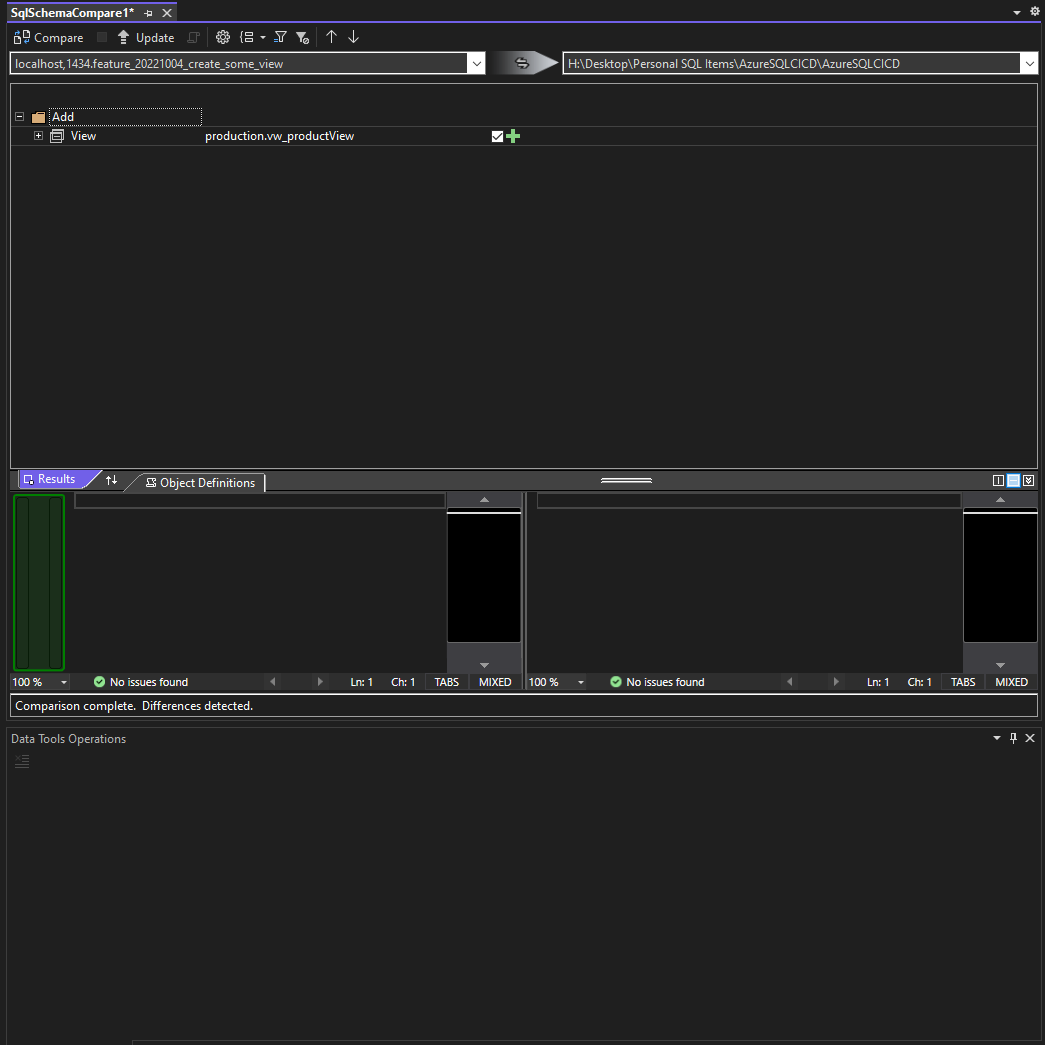 SqlSchemaCompare1*
Compare Update
localhost,1434.feature_20221004_create_some_view H:\Desktop\Personal SQL Items\AzureSQLCICD\AzureSQLCICD
Add
View production.vw_productView
Results Object Definitions
100 % No issues found Ln: 1 Ch: 1 TABS MIXED 100 % No issues found Ln: 1 Ch: 1 TABS MIXED
Comparison complete.  Differences detected.
Data Tools Operations